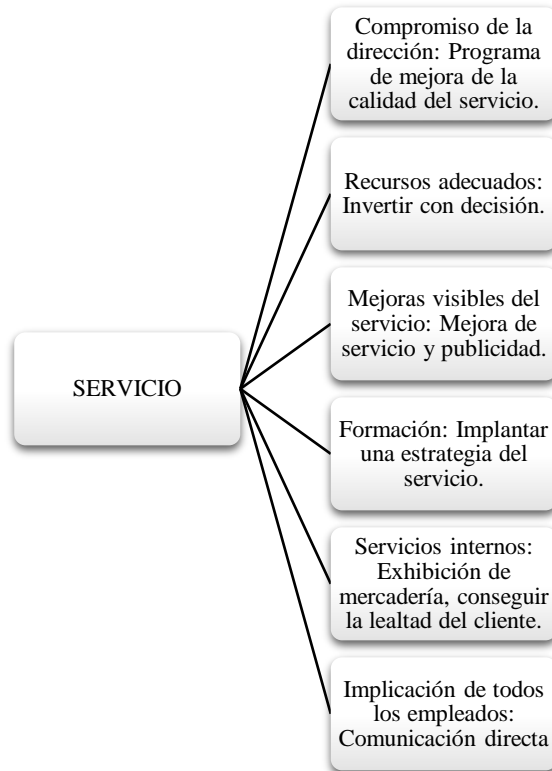 Compromiso de la
dirección: Programa
de mejora de la
calidad del servicio.
Recursos adecuados:
Invertir con decisión.
Mejoras visibles del
servicio: Mejora de
servicio y publicidad.
SERVICIO
Formación: Implantar
una estrategia del
servicio.
Servicios internos:
Exhibición de
mercadería, conseguir
la lealtad del cliente.
Implicación de todos
los empleados:
Comunicación directa